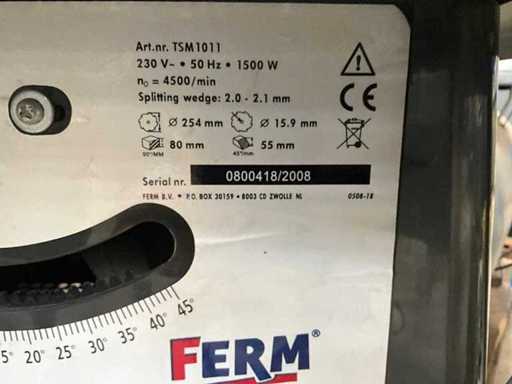 Art.nr. TSM1011
230 V~ • 50 Hz • 1500 W
n₀ = 4500/min
Splitting wedge: 2.0 - 2.1 mm
Ø 254 mm Ø 15.9 mm
80 mm 55 mm
90°/MM 45°/mm
Serial nr. 0800418/2008
FERM B.V. • P.O. BOX 30159 • 8003 CD ZWOLLE NL 0508-18
CE
5° 20° 25° 30° 35° 40° 45°
FERM®